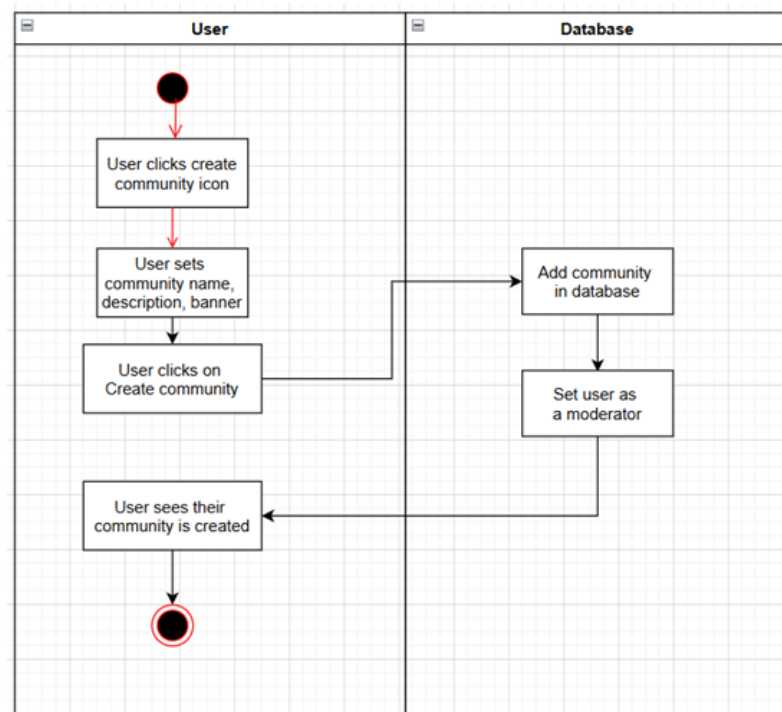 User
Database
User clicks create
community icon
User sets
community name,
description, banner
User clicks on
Create community
Add community
in database
Set user as
a moderator
User sees their
community is created